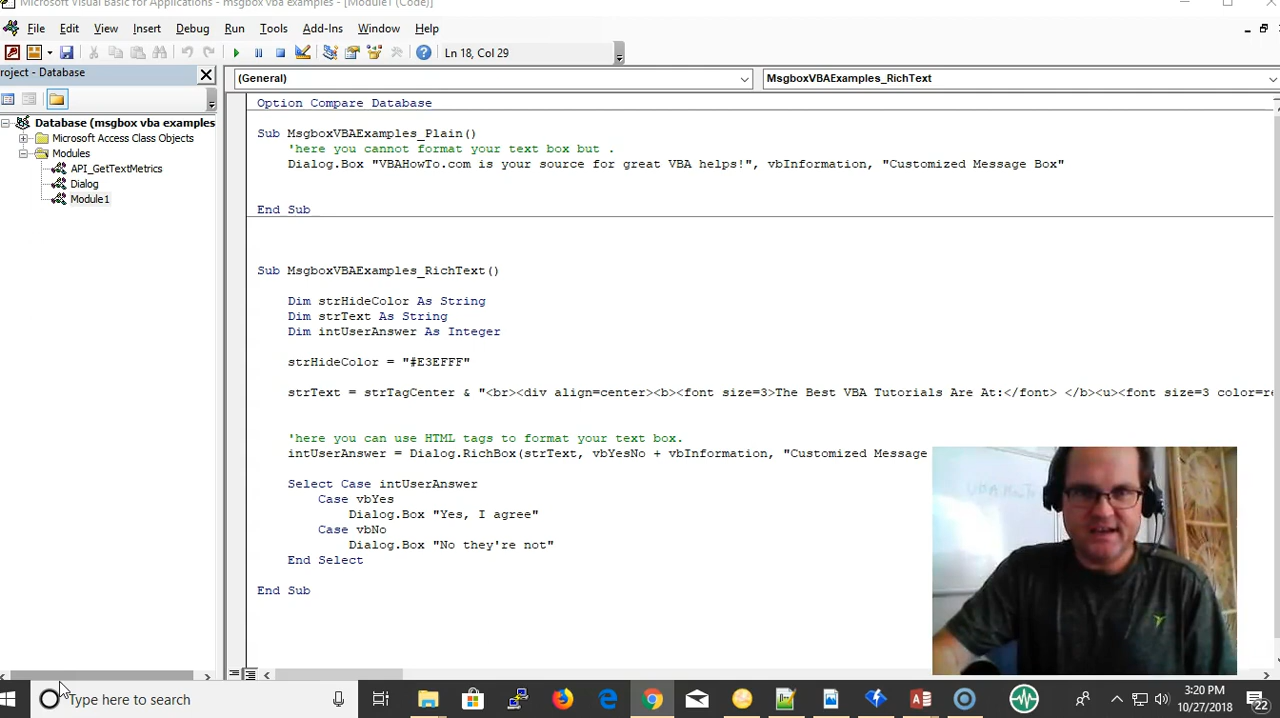 Microsoft Visual Basic for Applications - msgbox vba examples - [Module1 (Code)]
File Edit View Insert Debug Run Tools Add-Ins Window Help
Ln 18, Col 29
roject - Database
(General)
MsgboxVBAExamples_RichText
Database (msgbox vba examples
Microsoft Access Class Objects
Modules
API_GetTextMetrics
Dialog
Module1
Option Compare Database
Sub MsgboxVBAExamples_Plain()
'here you cannot format your text box but .
Dialog.Box "VBAHowTo.com is your source for great VBA helps!", vbInformation, "Customized Message Box"
End Sub
Sub MsgboxVBAExamples_RichText()
Dim strHideColor As String
Dim strText As String
Dim intUserAnswer As Integer
strHideColor = "#E3EFFF"
strText = strTagCenter & "<br><div align=center><b><font size=3>The Best VBA Tutorials Are At:</font> </b><u><font size=3 color=re
'here you can use HTML tags to format your text box.
intUserAnswer = Dialog.RichBox(strText, vbYesNo + vbInformation, "Customized Message
Select Case intUserAnswer
Case vbYes
Dialog.Box "Yes, I agree"
Case vbNo
Dialog.Box "No they're not"
End Select
End Sub
Type here to search
3:20 PM
10/27/2018
22